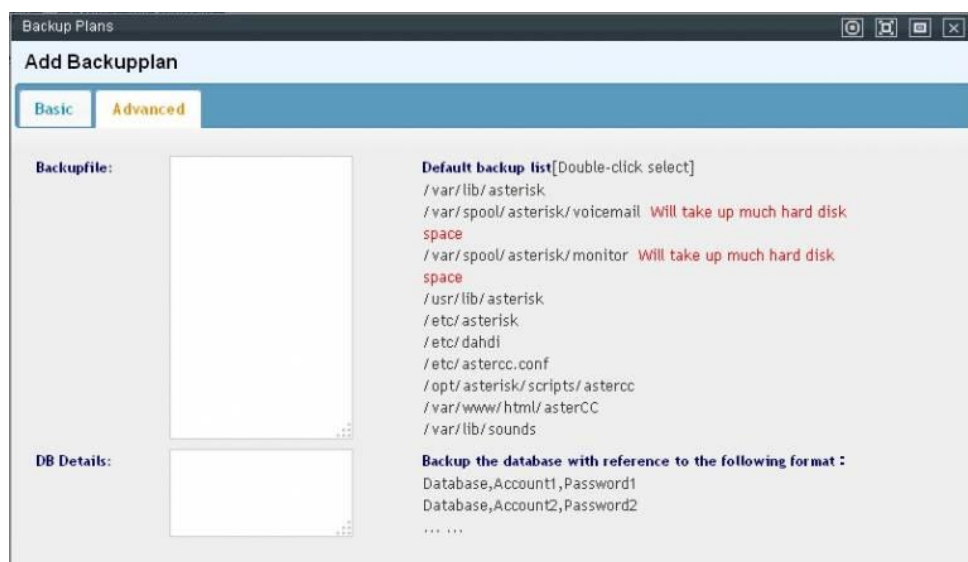 Backup Plans
Add Backupplan
Basic
Advanced
Backupfile:
Default backup list[Double-click select]
/var/lib/asterisk
/var/spool/asterisk/voicemail Will take up much hard disk
space
/var/spool/asterisk/monitor Will take up much hard disk
space
/usr/lib/asterisk
/etc/asterisk
/etc/dahdi
/etc/astercc.conf
/opt/asterisk/scripts/astercc
/var/www/html/asterCC
/var/lib/sounds
DB Details:
Backup the database with reference to the following format：
Database,Account1,Password1
Database,Account2,Password2
... ...